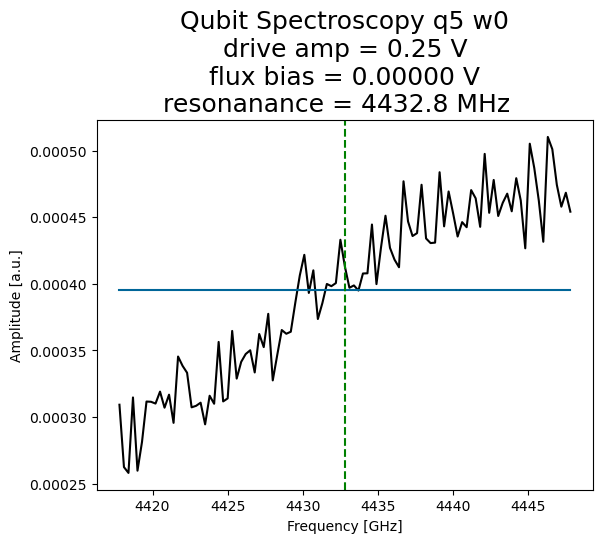 Qubit Spectroscopy q5 w0
drive amp = 0.25 V
flux bias = 0.00000 V
resonanance = 4432.8 MHz
0.00050
0.00045
0.00040
0.00035
0.00030
0.00025
Amplitude [a.u.]
4420 4425 4430 4435 4440 4445
Frequency [GHz]